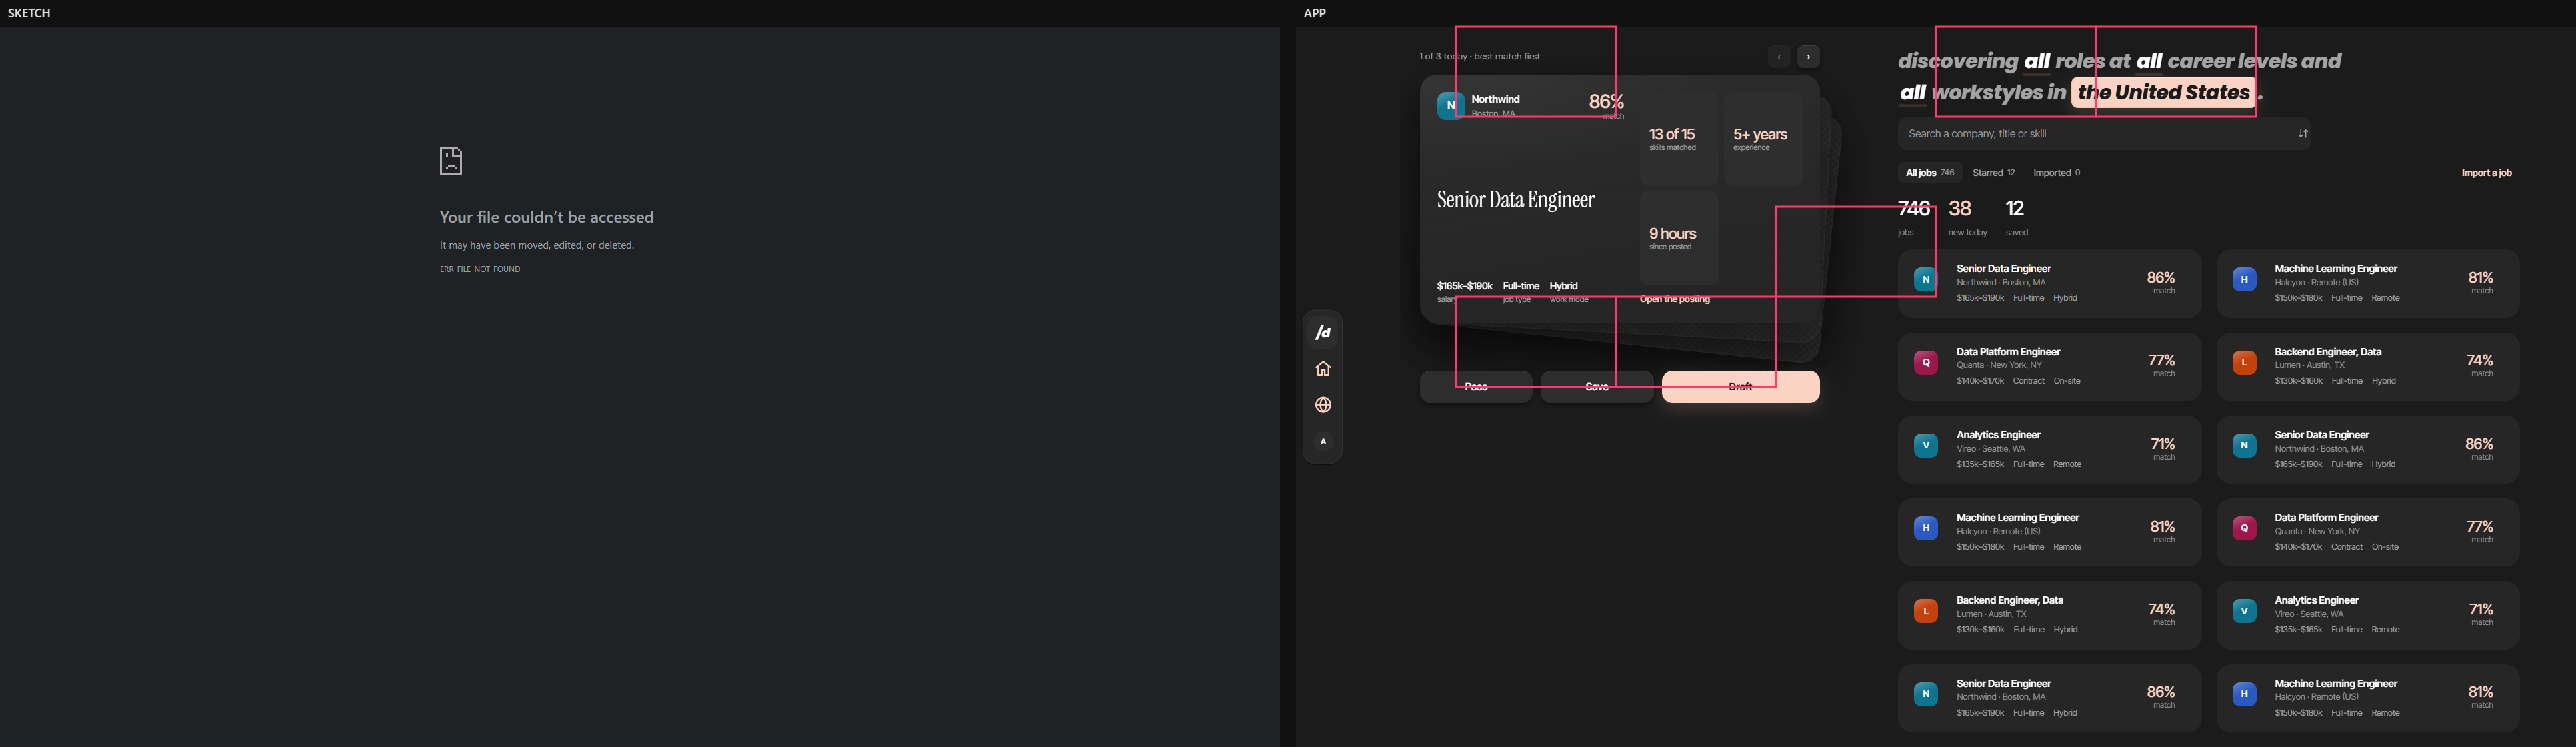 SKETCH
Your file couldn't be accessed
It may have been moved, edited, or deleted.
ERR_FILE_NOT_FOUND
APP
/d
A
1 of 3 today · best match first
‹ ›
N
Northwind
Boston, MA
86%
match
Senior Data Engineer
$165k–$190k Full-time Hybrid
salary job type work mode
13 of 15
skills matched
5+ years
experience
9 hours
since posted
Open the posting
Pass Save Draft
discovering all roles at all career levels and
all workstyles in the United States.
Search a company, title or skill
All jobs 746 Starred 12 Imported 0 Import a job
746 38 12
jobs new today saved
N
Senior Data Engineer
Northwind · Boston, MA
$165k–$190k Full-time Hybrid
86%
match
H
Machine Learning Engineer
Halcyon · Remote (US)
$150k–$180k Full-time Remote
81%
match
Q
Data Platform Engineer
Quanta · New York, NY
$140k–$170k Contract On-site
77%
match
L
Backend Engineer, Data
Lumen · Austin, TX
$130k–$160k Full-time Hybrid
74%
match
V
Analytics Engineer
Vireo · Seattle, WA
$135k–$165k Full-time Remote
71%
match
N
Senior Data Engineer
Northwind · Boston, MA
$165k–$190k Full-time Hybrid
86%
match
H
Machine Learning Engineer
Halcyon · Remote (US)
$150k–$180k Full-time Remote
81%
match
Q
Data Platform Engineer
Quanta · New York, NY
$140k–$170k Contract On-site
77%
match
L
Backend Engineer, Data
Lumen · Austin, TX
$130k–$160k Full-time Hybrid
74%
match
V
Analytics Engineer
Vireo · Seattle, WA
$135k–$165k Full-time Remote
71%
match
N
Senior Data Engineer
Northwind · Boston, MA
$165k–$190k Full-time Hybrid
86%
match
H
Machine Learning Engineer
Halcyon · Remote (US)
$150k–$180k Full-time Remote
81%
match